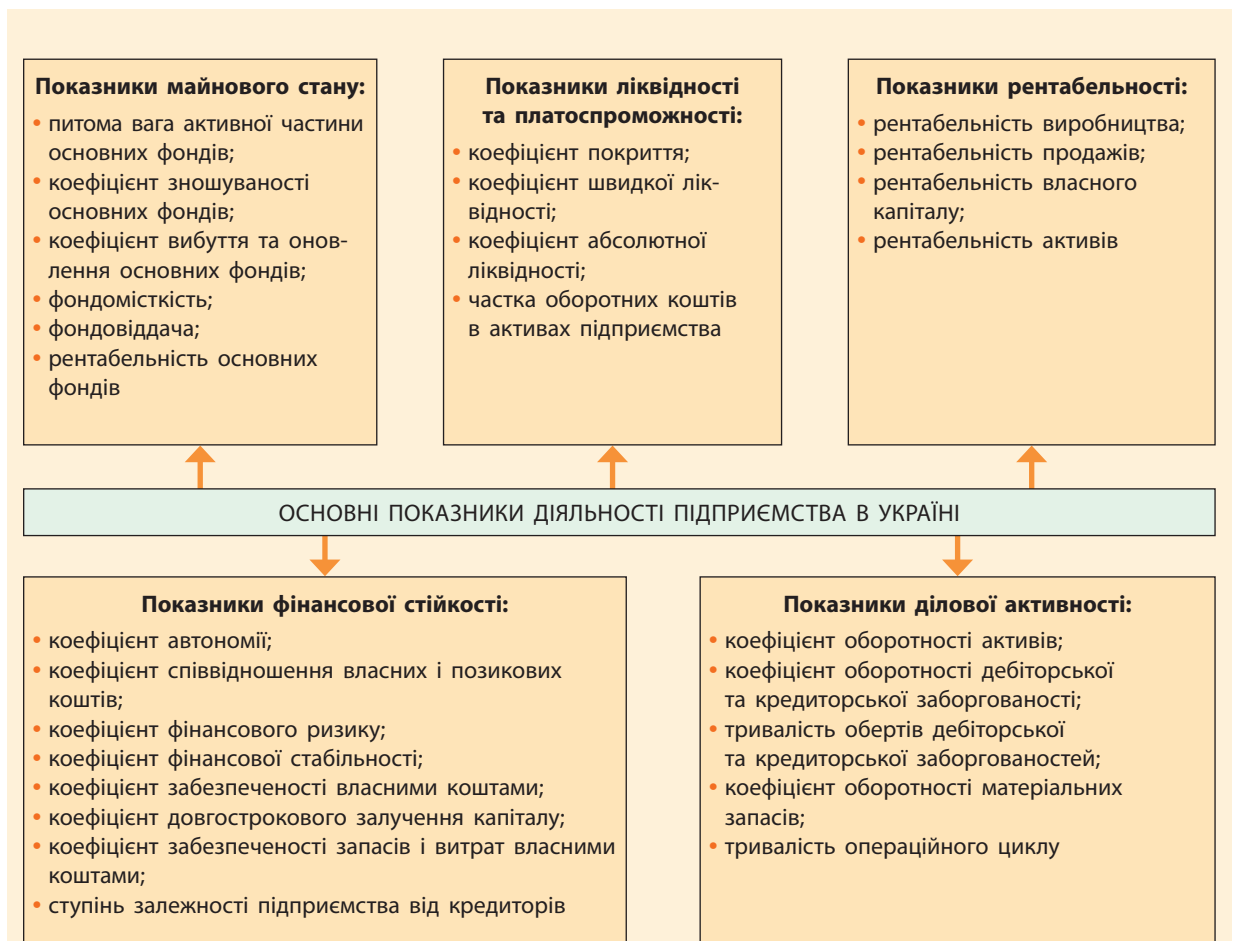 Показники майнового стану:
• питома вага активної частини
основних фондів;
• коефіцієнт зношуваності
основних фондів;
• коефіцієнт вибуття та онов-
лення основних фондів;
• фондомісткість;
• фондовіддача;
• рентабельність основних
фондів
Показники ліквідності
та платоспроможності:
• коефіцієнт покриття;
• коефіцієнт швидкої лік-
відності;
• коефіцієнт абсолютної
ліквідності;
• частка оборотних коштів
в активах підприємства
Показники рентабельності:
• рентабельність виробництва;
• рентабельність продажів;
• рентабельність власного
капіталу;
• рентабельність активів
ОСНОВНІ ПОКАЗНИКИ ДІЯЛЬНОСТІ ПІДПРИЄМСТВА В УКРАЇНІ
Показники фінансової стійкості:
• коефіцієнт автономії;
• коефіцієнт співвідношення власних і позикових
коштів;
• коефіцієнт фінансового ризику;
• коефіцієнт фінансової стабільності;
• коефіцієнт забезпеченості власними коштами;
• коефіцієнт довгострокового залучення капіталу;
• коефіцієнт забезпеченості запасів і витрат власними
коштами;
• ступінь залежності підприємства від кредиторів
Показники ділової активності:
• коефіцієнт оборотності активів;
• коефіцієнт оборотності дебіторської
та кредиторської заборгованості;
• тривалість обертів дебіторської
та кредиторської заборгованостей;
• коефіцієнт оборотності матеріальних
запасів;
• тривалість операційного циклу